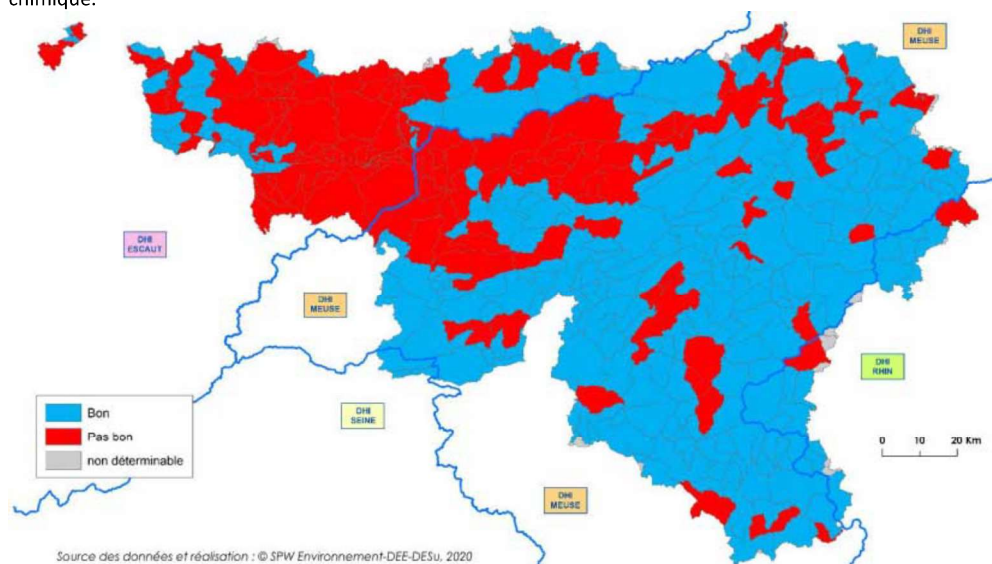 chimique.
DHI
MEUSE
DHI
ESCAUT
DHI
MEUSE
DHI
RHIN
DHI
SEINE
Bon
Pas bon
non déterminable
0 10 20 Km
DHI
MEUSE
Source des données et réalisation : © SPW Environnement-DEE-DESu, 2020